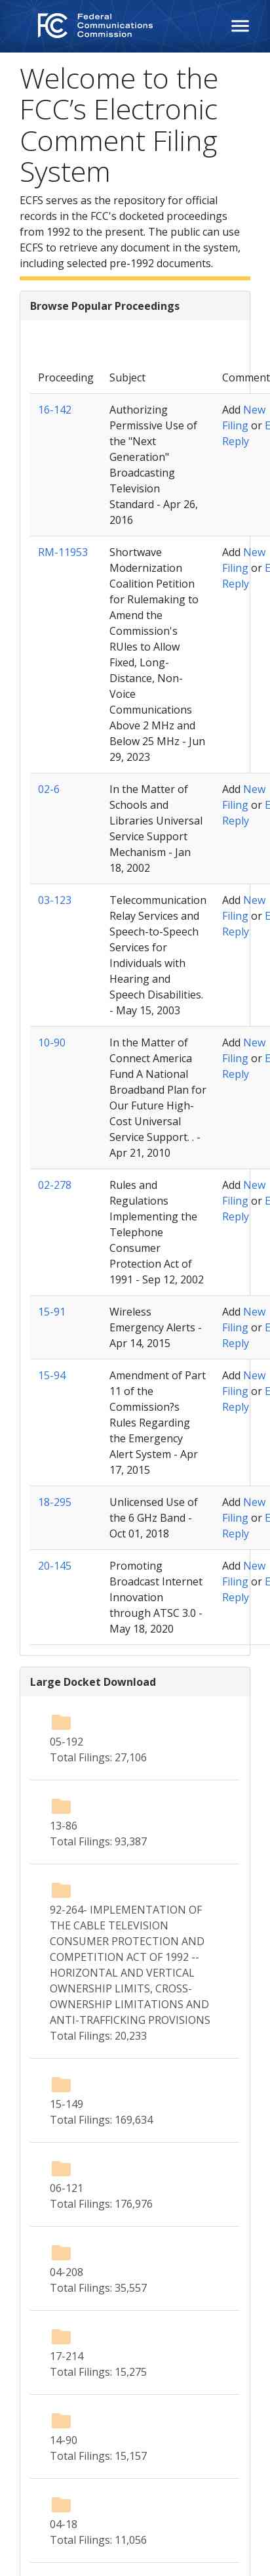 Federal
Communications
Commission
Welcome to the
FCC’s Electronic
Comment Filing
System
ECFS serves as the repository for official
records in the FCC's docketed proceedings
from 1992 to the present. The public can use
ECFS to retrieve any document in the system,
including selected pre-1992 documents.
Browse Popular Proceedings
Proceeding Subject Comment
16-142 Authorizing Add New
Permissive Use of Filing or E
the "Next Reply
Generation"
Broadcasting
Television
Standard - Apr 26,
2016
RM-11953 Shortwave Add New
Modernization Filing or E
Coalition Petition Reply
for Rulemaking to
Amend the
Commission's
RUles to Allow
Fixed, Long-
Distance, Non-
Voice
Communications
Above 2 MHz and
Below 25 MHz - Jun
29, 2023
02-6 In the Matter of Add New
Schools and Filing or E
Libraries Universal Reply
Service Support
Mechanism - Jan
18, 2002
03-123 Telecommunication Add New
Relay Services and Filing or E
Speech-to-Speech Reply
Services for
Individuals with
Hearing and
Speech Disabilities.
- May 15, 2003
10-90 In the Matter of Add New
Connect America Filing or E
Fund A National Reply
Broadband Plan for
Our Future High-
Cost Universal
Service Support. . -
Apr 21, 2010
02-278 Rules and Add New
Regulations Filing or E
Implementing the Reply
Telephone
Consumer
Protection Act of
1991 - Sep 12, 2002
15-91 Wireless Add New
Emergency Alerts - Filing or E
Apr 14, 2015 Reply
15-94 Amendment of Part Add New
11 of the Filing or E
Commission?s Reply
Rules Regarding
the Emergency
Alert System - Apr
17, 2015
18-295 Unlicensed Use of Add New
the 6 GHz Band - Filing or E
Oct 01, 2018 Reply
20-145 Promoting Add New
Broadcast Internet Filing or E
Innovation Reply
through ATSC 3.0 -
May 18, 2020
Large Docket Download
05-192
Total Filings: 27,106
13-86
Total Filings: 93,387
92-264- IMPLEMENTATION OF
THE CABLE TELEVISION
CONSUMER PROTECTION AND
COMPETITION ACT OF 1992 --
HORIZONTAL AND VERTICAL
OWNERSHIP LIMITS, CROSS-
OWNERSHIP LIMITATIONS AND
ANTI-TRAFFICKING PROVISIONS
Total Filings: 20,233
15-149
Total Filings: 169,634
06-121
Total Filings: 176,976
04-208
Total Filings: 35,557
17-214
Total Filings: 15,275
14-90
Total Filings: 15,157
04-18
Total Filings: 11,056